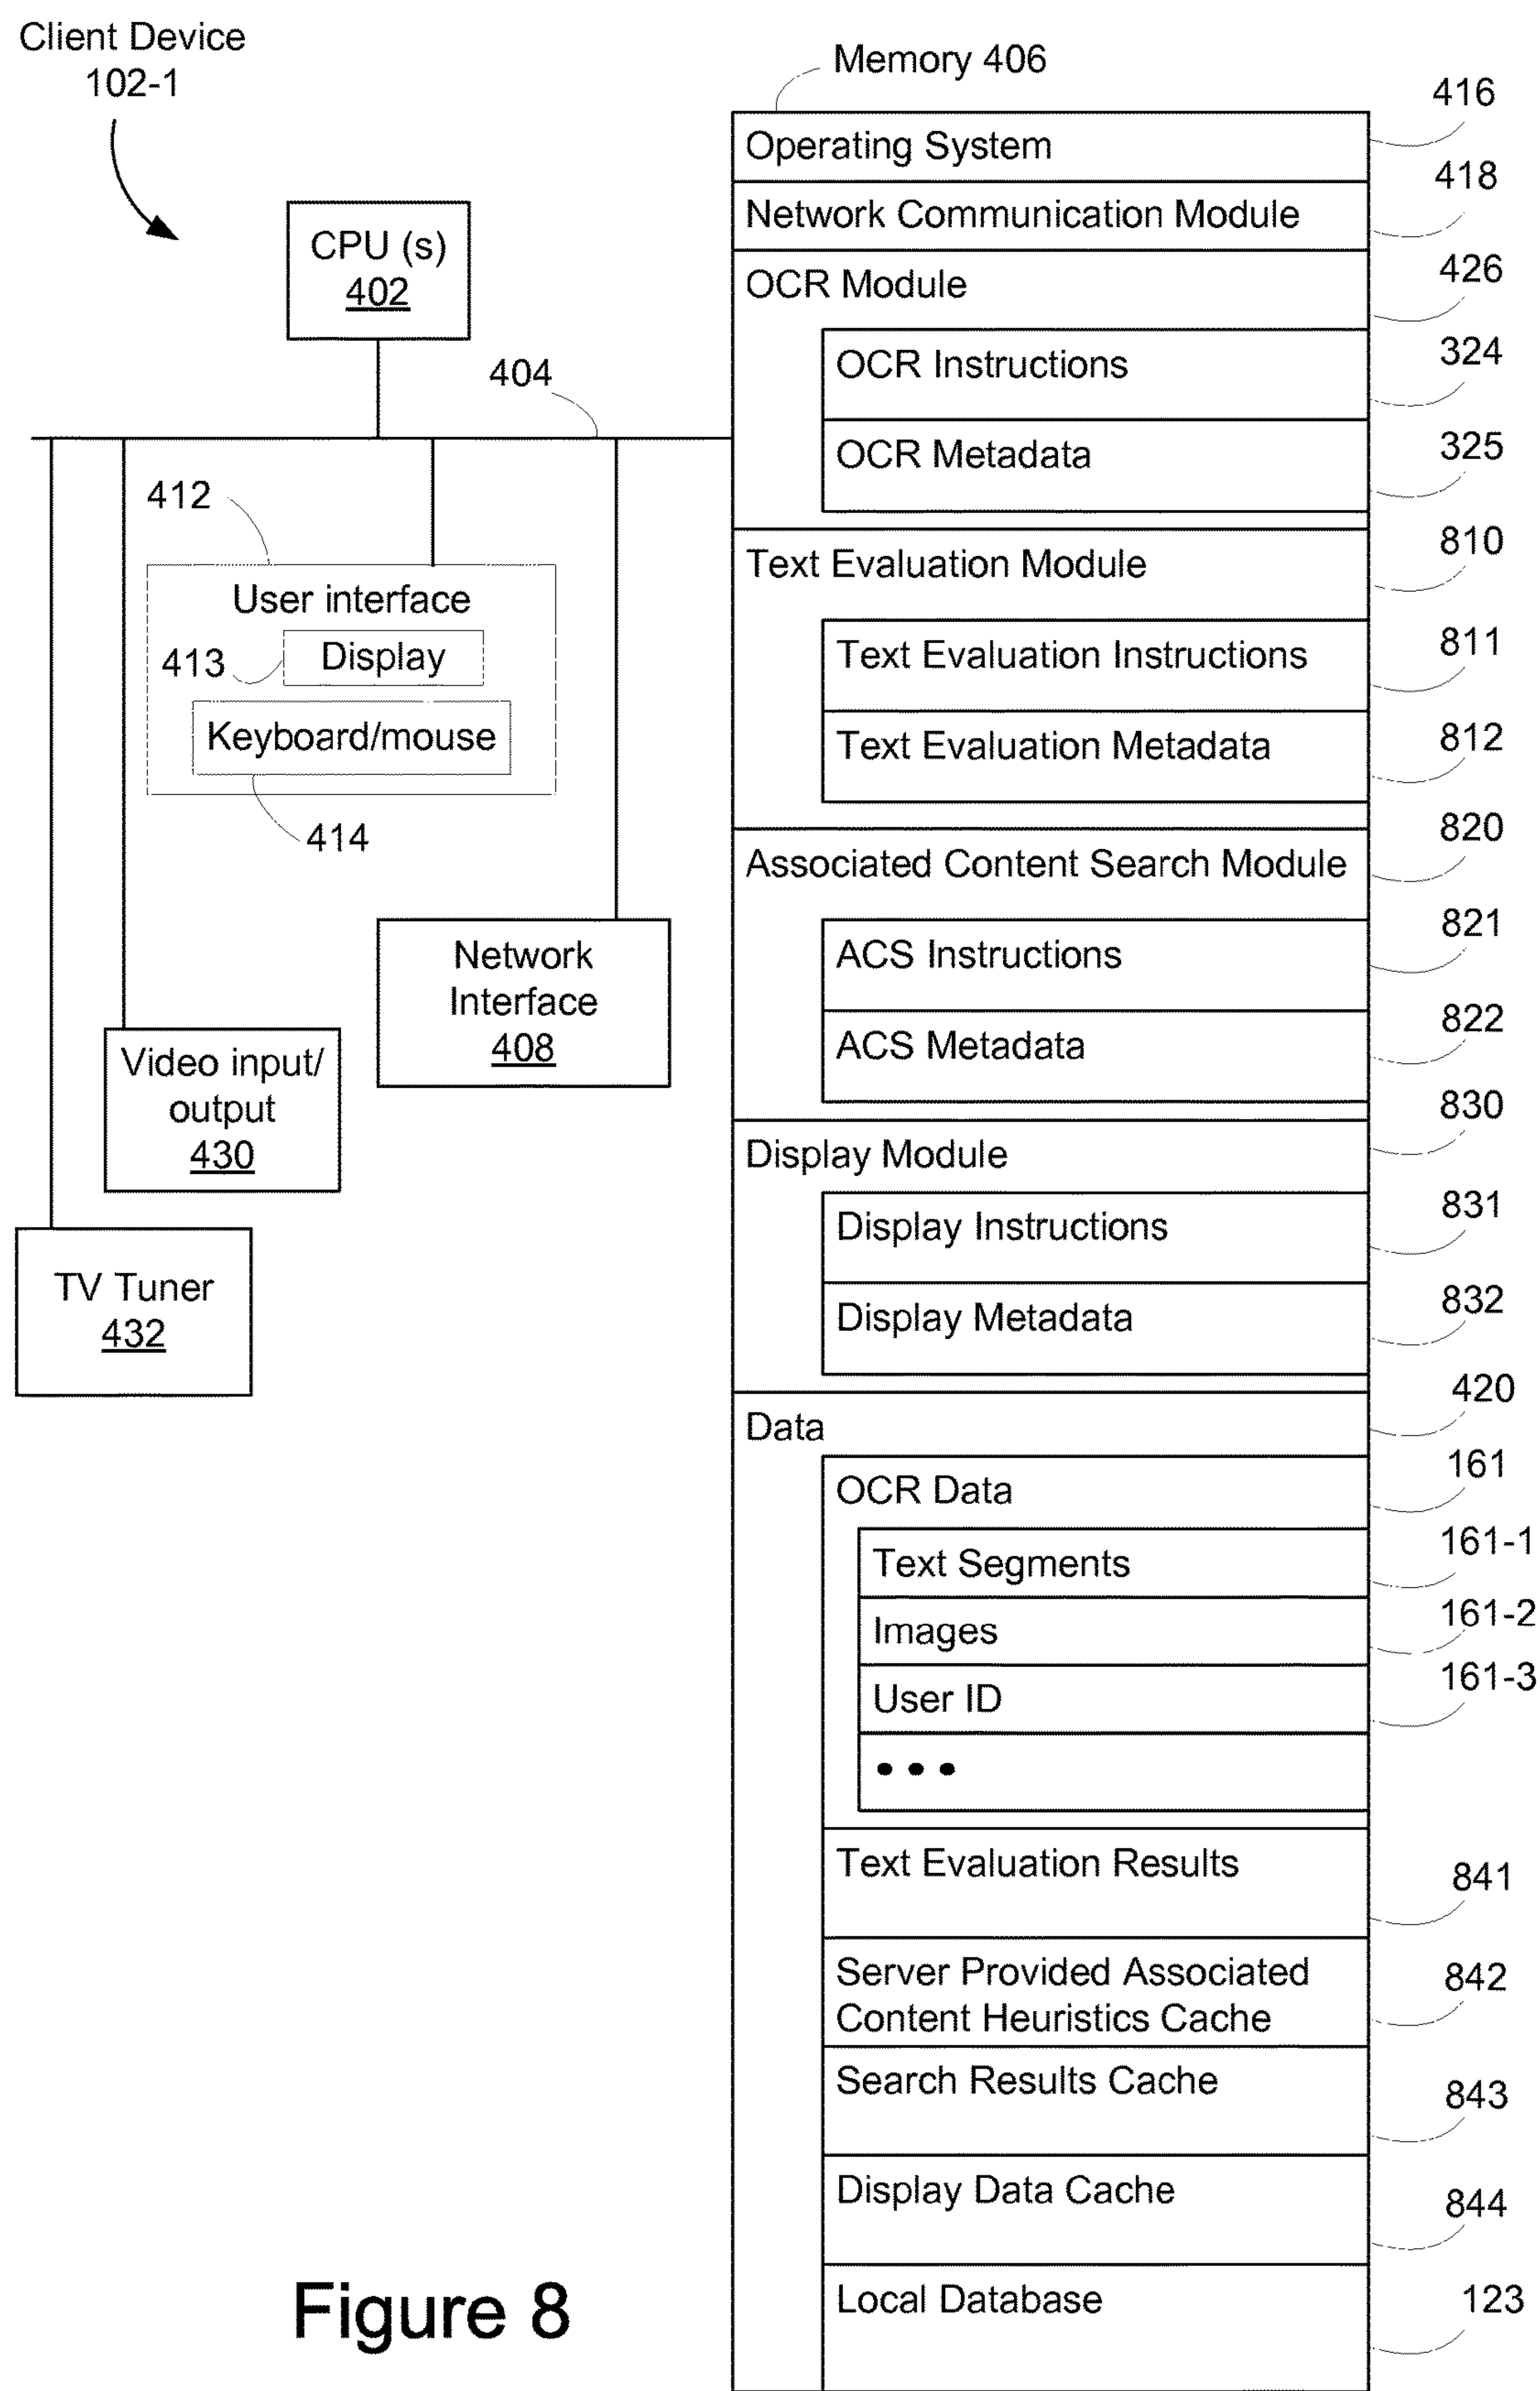 Client Device
102-1
Memory 406
416
Operating System
418
Network Communication Module
CPU (s)
402
426
OCR Module
324
OCR Instructions
404
325
OCR Metadata
412
810
Text Evaluation Module
User interface
811
Text Evaluation Instructions
413
Display
812
Text Evaluation Metadata
Keyboard/mouse
414
820
Associated Content Search Module
821
ACS Instructions
Network
Interface
408
822
ACS Metadata
Video input/
output
430
830
Display Module
831
Display Instructions
TV Tuner
432
832
Display Metadata
420
Data
161
OCR Data
161-1
Text Segments
161-2
Images
161-3
User ID
• • •
Text Evaluation Results
841
Server Provided Associated
Content Heuristics Cache
842
Search Results Cache
843
Display Data Cache
844
Local Database
123
Figure 8